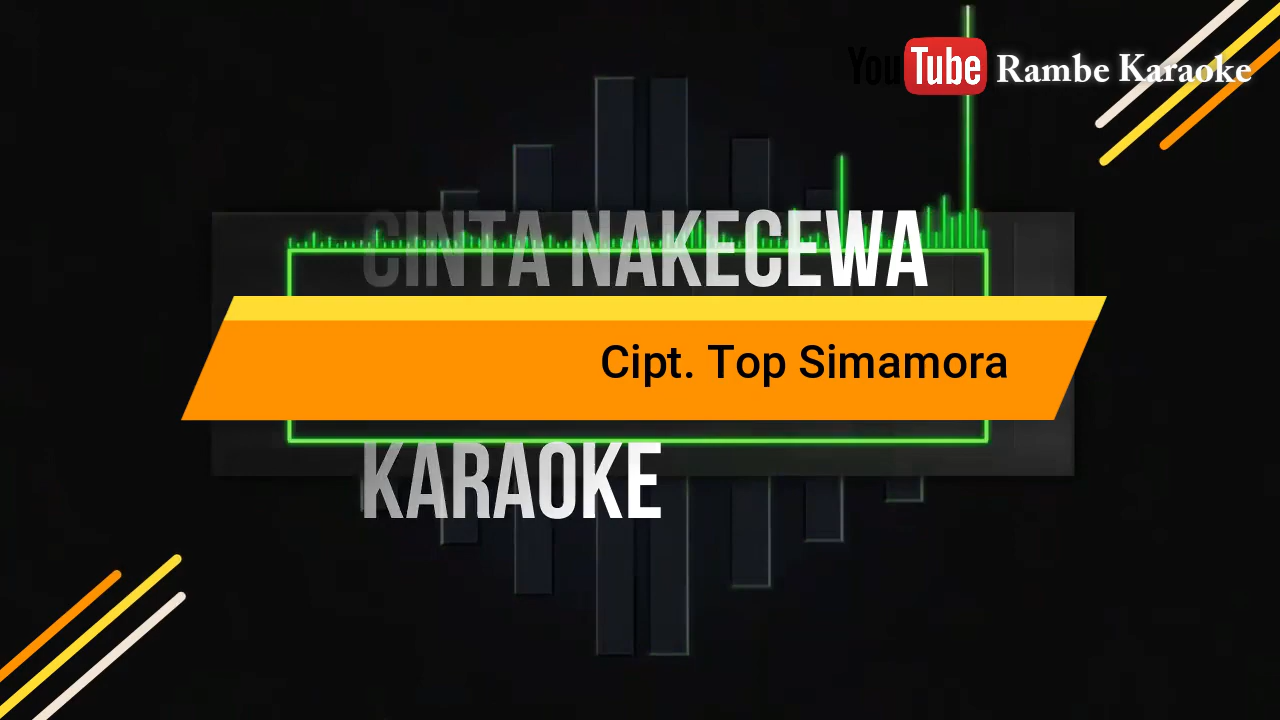 YouTube Rambe Karaoke
CINTA NAKECEWA
Cipt. Top Simamora
KARAOKE